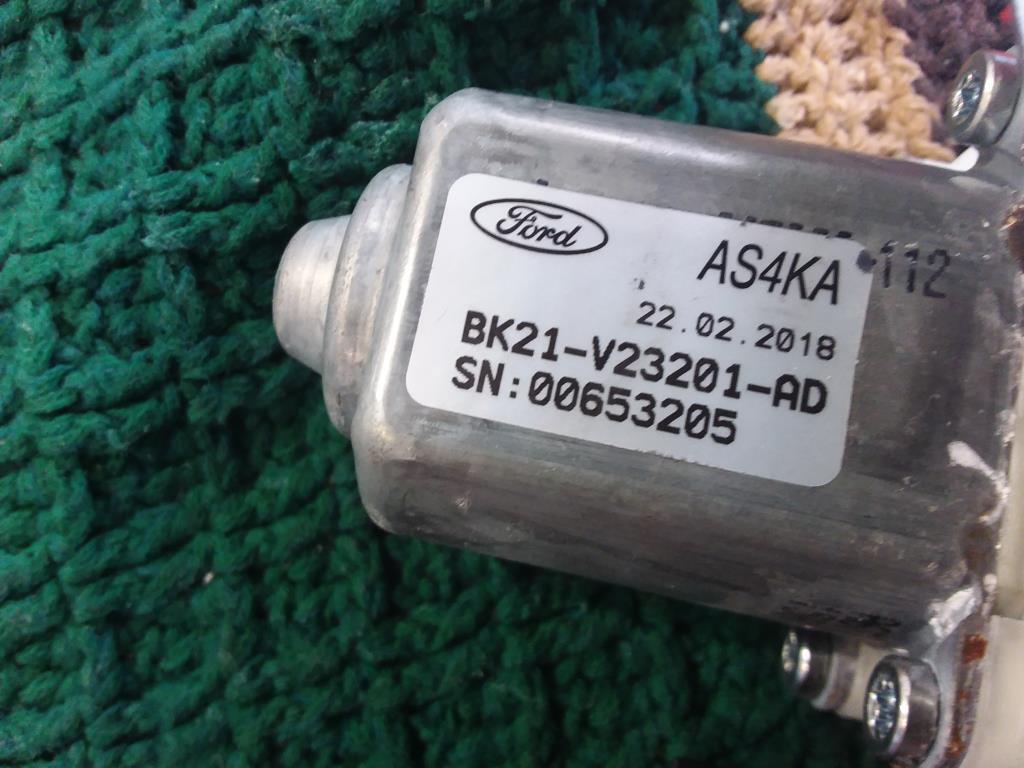 Ford
AS4KA
112
22.02.2018
BK21-V23201-AD
SN:00653205